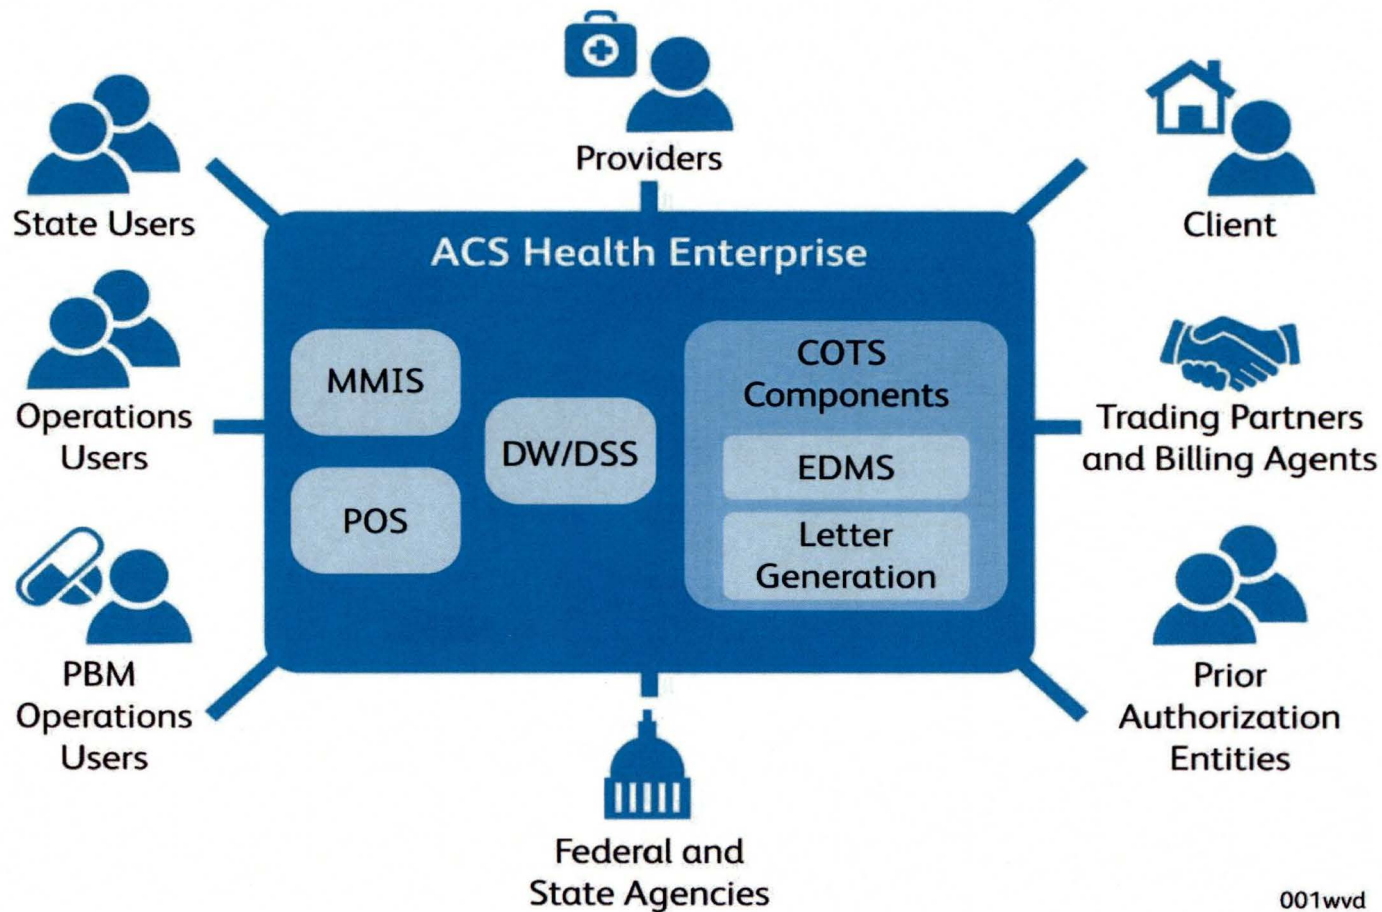 Providers
State Users
Client
ACS Health Enterprise
MMIS
POS
DW/DSS
COTS
Components
EDMS
Letter
Generation
Operations
Users
Trading Partners
and Billing Agents
PBM
Operations
Users
Prior
Authorization
Entities
Federal and
State Agencies
001wvd